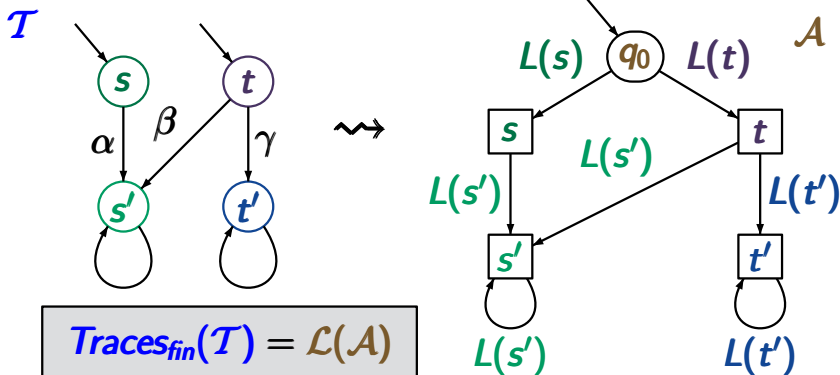 𝒯
𝒜
s
t
q₀
L(s)
L(t)
α
β
γ
s
t
L(s′)
L(s′)
L(t′)
s′
t′
s′
t′
Traces_fin(𝒯) = ℒ(𝒜)
L(s′)
L(t′)